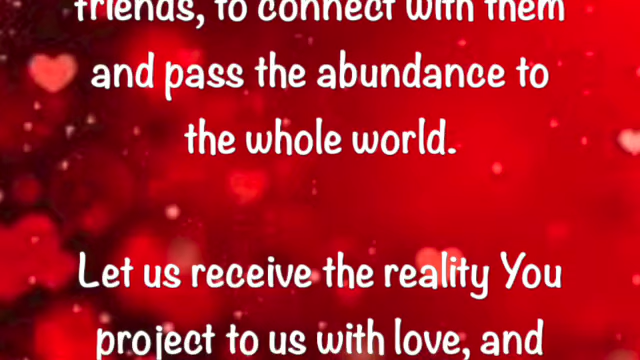 friends, to connect with them
and pass the abundance to
the whole world.
Let us receive the reality You
project to us with love, and